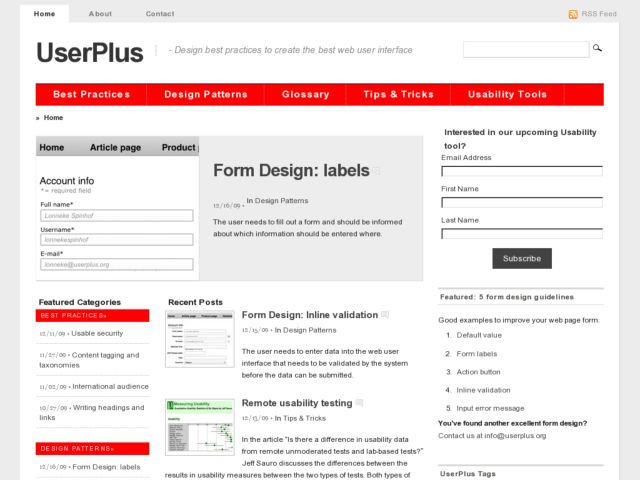 Home About Contact RSS Feed
UserPlus - Design best practices to create the best web user interface
Best Practices Design Patterns Glossary Tips & Tricks Usability Tools
» Home
Home Article page Product
Account info
*= required field
Full name*
Lonneke Spinhof
Username*
lonnekespinhof
E-mail*
lonneke@userplus.org
Form Design: labels
12/16/09 • In Design Patterns
The user needs to fill out a form and should be informed
about which information should be entered where.
Interested in our upcoming Usability
tool?
Email Address
First Name
Last Name
Subscribe
Featured Categories
BEST PRACTICES»
12/11/09 • Usable security
11/27/09 • Content tagging and
taxonomies
11/02/09 • International audience
10/27/09 • Writing headings and
links
DESIGN PATTERNS»
12/16/09 • Form Design: labels
Recent Posts
Form Design: Inline validation
12/15/09 • In Design Patterns
The user needs to enter data into the web user
interface that needs to be validated by the system
before the data can be submitted.
Measuring Usability
Remote usability testing
12/13/09 • In Tips & Tricks
In the article "Is there a difference in usability data
from remote unmoderated tests and lab-based tests?"
Jeff Sauro discusses the differences between the
results in usability measures between the two types of tests. Both types of
Featured: 5 form design guidelines
Good examples to improve your web page form:
1. Default value
2. Form labels
3. Action button
4. Inline validation
5. Input error message
You've found another excellent form design?
Contact us at info@userplus.org
UserPlus Tags